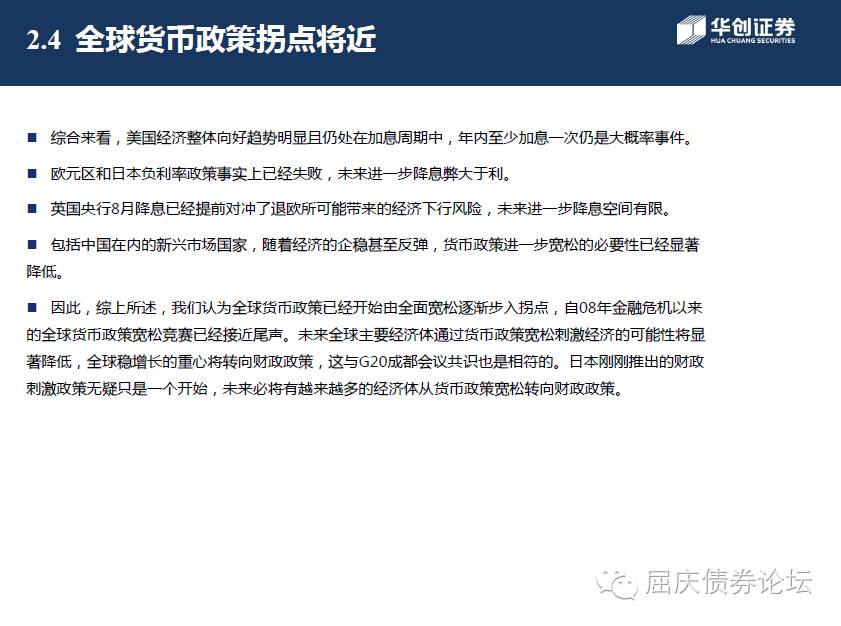 2.4 全球货币政策拐点将近
华创证券
HUA CHUANG SECURITIES
■ 综合来看，美国经济整体向好趋势明显且仍处在加息周期中，年内至少加息一次仍是大概率事件。
■ 欧元区和日本负利率政策事实上已经失败，未来进一步降息弊大于利。
■ 英国央行8月降息已经提前对冲了退欧所可能带来的经济下行风险，未来进一步降息空间有限。
■ 包括中国在内的新兴市场国家，随着经济的企稳甚至反弹，货币政策进一步宽松的必要性已经显著
降低。
■ 因此，综上所述，我们认为全球货币政策已经开始由全面宽松逐渐步入拐点，自08年金融危机以来
的全球货币政策宽松竞赛已经接近尾声。未来全球主要经济体通过货币政策宽松刺激经济的可能性将显
著降低，全球稳增长的重心将转向财政政策，这与G20成都会议共识也是相符的。日本刚刚推出的财政
刺激政策无疑只是一个开始，未来必将有越来越多的经济体从货币政策宽松转向财政政策。
屈庆债券论坛